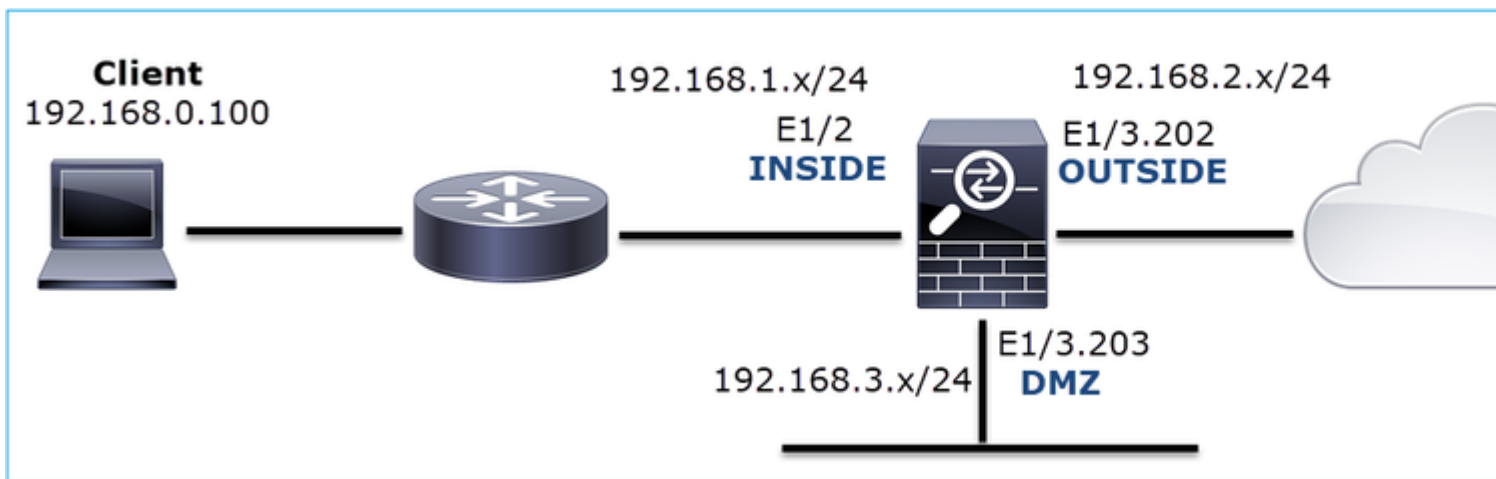 Client
192.168.0.100
192.168.1.x/24
E1/2
INSIDE
192.168.2.x/24
E1/3.202
OUTSIDE
E1/3.203
DMZ
192.168.3.x/24